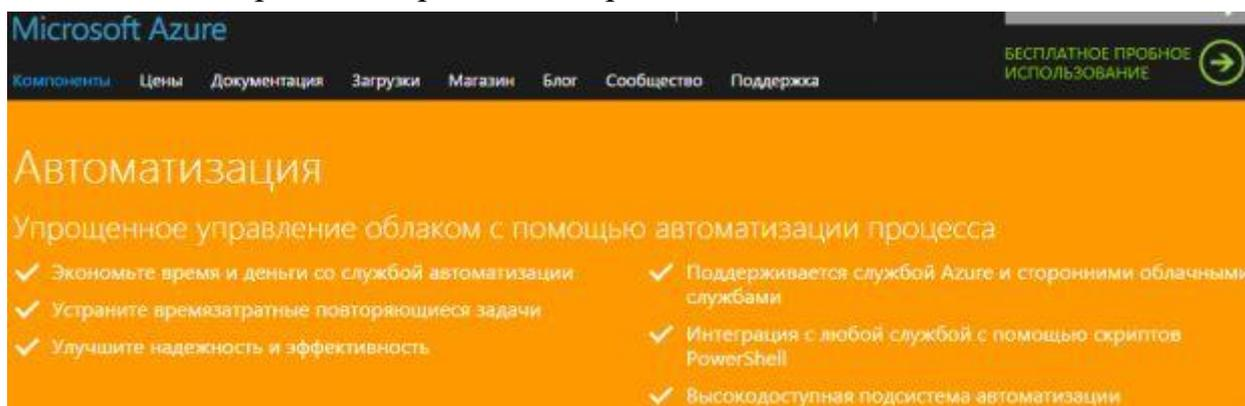 Microsoft Azure
БЕСПЛАТНОЕ ПРОБНОЕ
ИСПОЛЬЗОВАНИЕ
Компоненты Цены Документация Загрузки Магазин Блог Сообщество Поддержка
Автоматизация
Упрощенное управление облаком с помощью автоматизации процесса
Экономьте время и деньги со службой автоматизации
Устраните времязатратные повторяющиеся задачи
Улучшите надежность и эффективность
Поддерживается службой Azure и сторонними облачными
службами
Интеграция с любой службой с помощью скриптов
PowerShell
Высокодоступная подсистема автоматизации